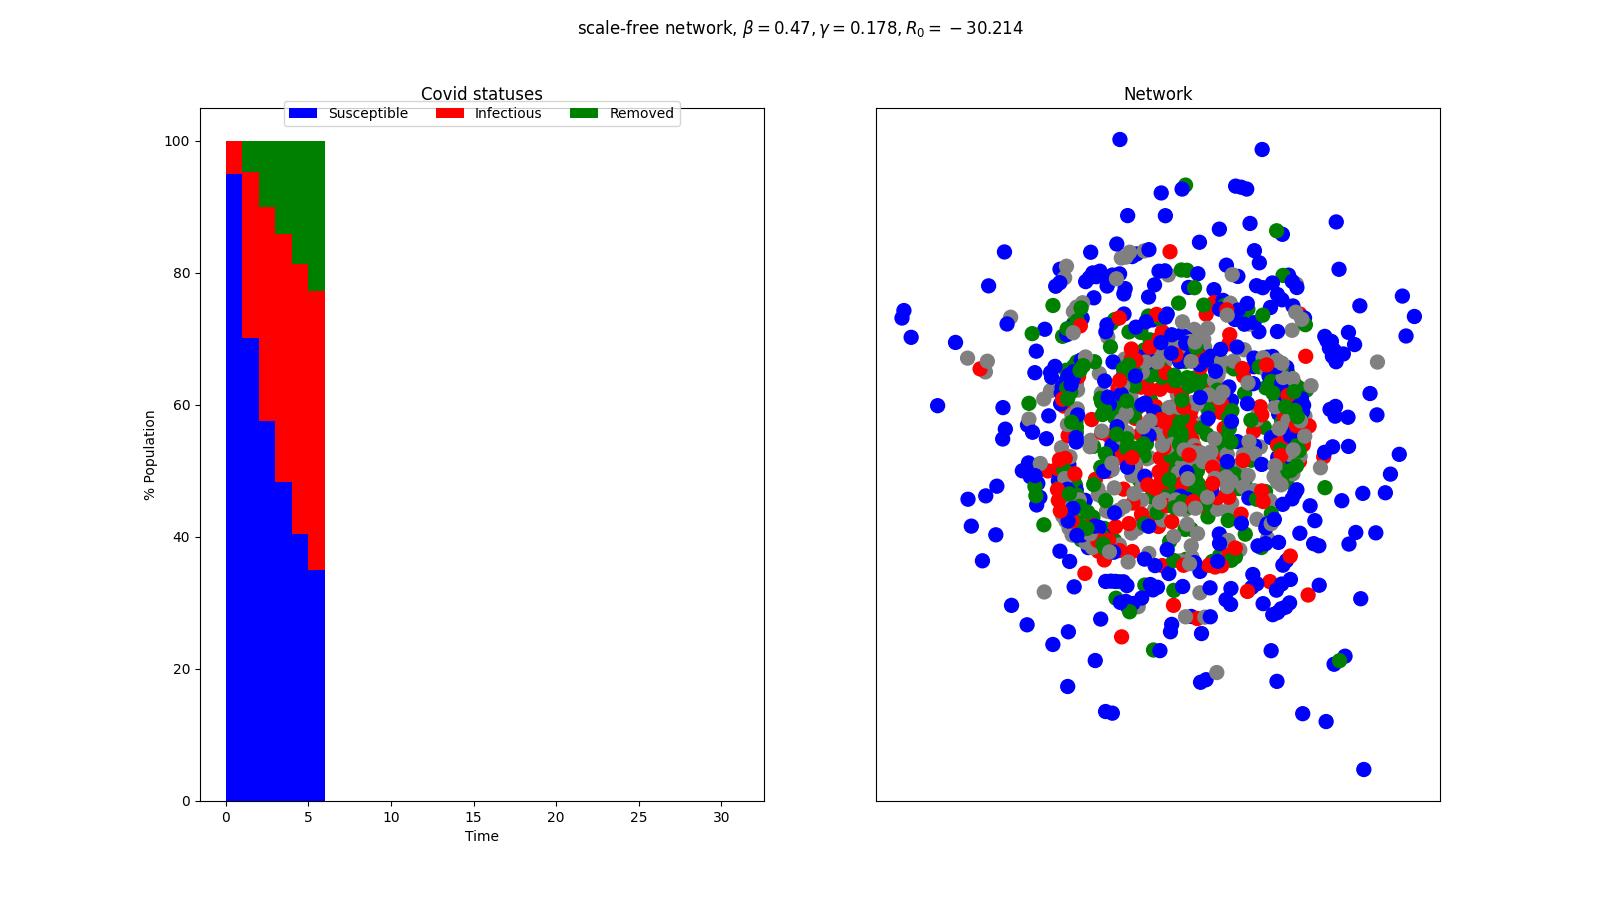 scale-free network, β = 0.47, γ = 0.178, R₀ = − 30.214
Covid statuses
Susceptible Infectious Removed
100
80
60
40
20
0
% Population
0 5 10 15 20 25 30
Time
Network